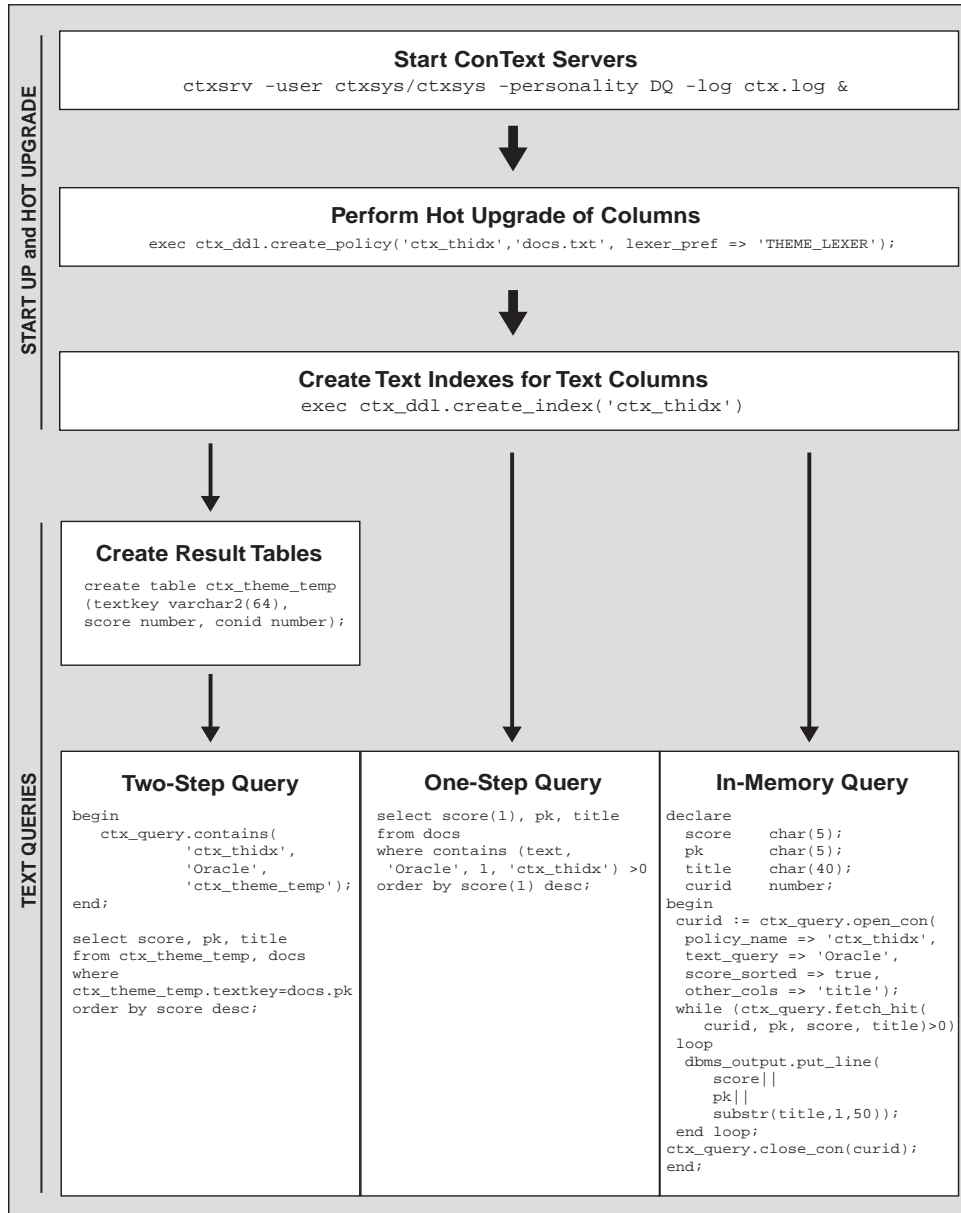 START UP and HOT UPGRADE
Start ConText Servers
ctxsrv -user ctxsys/ctxsys -personality DQ -log ctx.log &
Perform Hot Upgrade of Columns
exec ctx_ddl.create_policy('ctx_thidx','docs.txt', lexer_pref => 'THEME_LEXER');
Create Text Indexes for Text Columns
exec ctx_ddl.create_index('ctx_thidx')
TEXT QUERIES
Create Result Tables
create table ctx_theme_temp
(textkey varchar2(64),
score number, conid number);
Two-Step Query
begin
   ctx_query.contains(
          'ctx_thidx',
          'Oracle',
          'ctx_theme_temp');
end;
select score, pk, title
from ctx_theme_temp, docs
where
ctx_theme_temp.textkey=docs.pk
order by score desc;
One-Step Query
select score(1), pk, title
from docs
where contains (text,
 'Oracle', 1, 'ctx_thidx') >0
order by score(1) desc;
In-Memory Query
declare
  score    char(5);
  pk       char(5);
  title    char(40);
  curid    number;
begin
 curid := ctx_query.open_con(
  policy_name => 'ctx_thidx',
  text_query => 'Oracle',
  score_sorted => true,
  other_cols => 'title');
 while (ctx_query.fetch_hit(
    curid, pk, score, title)>0)
 loop
  dbms_output.put_line(
     score||
     pk||
     substr(title,1,50));
 end loop;
ctx_query.close_con(curid);
end;